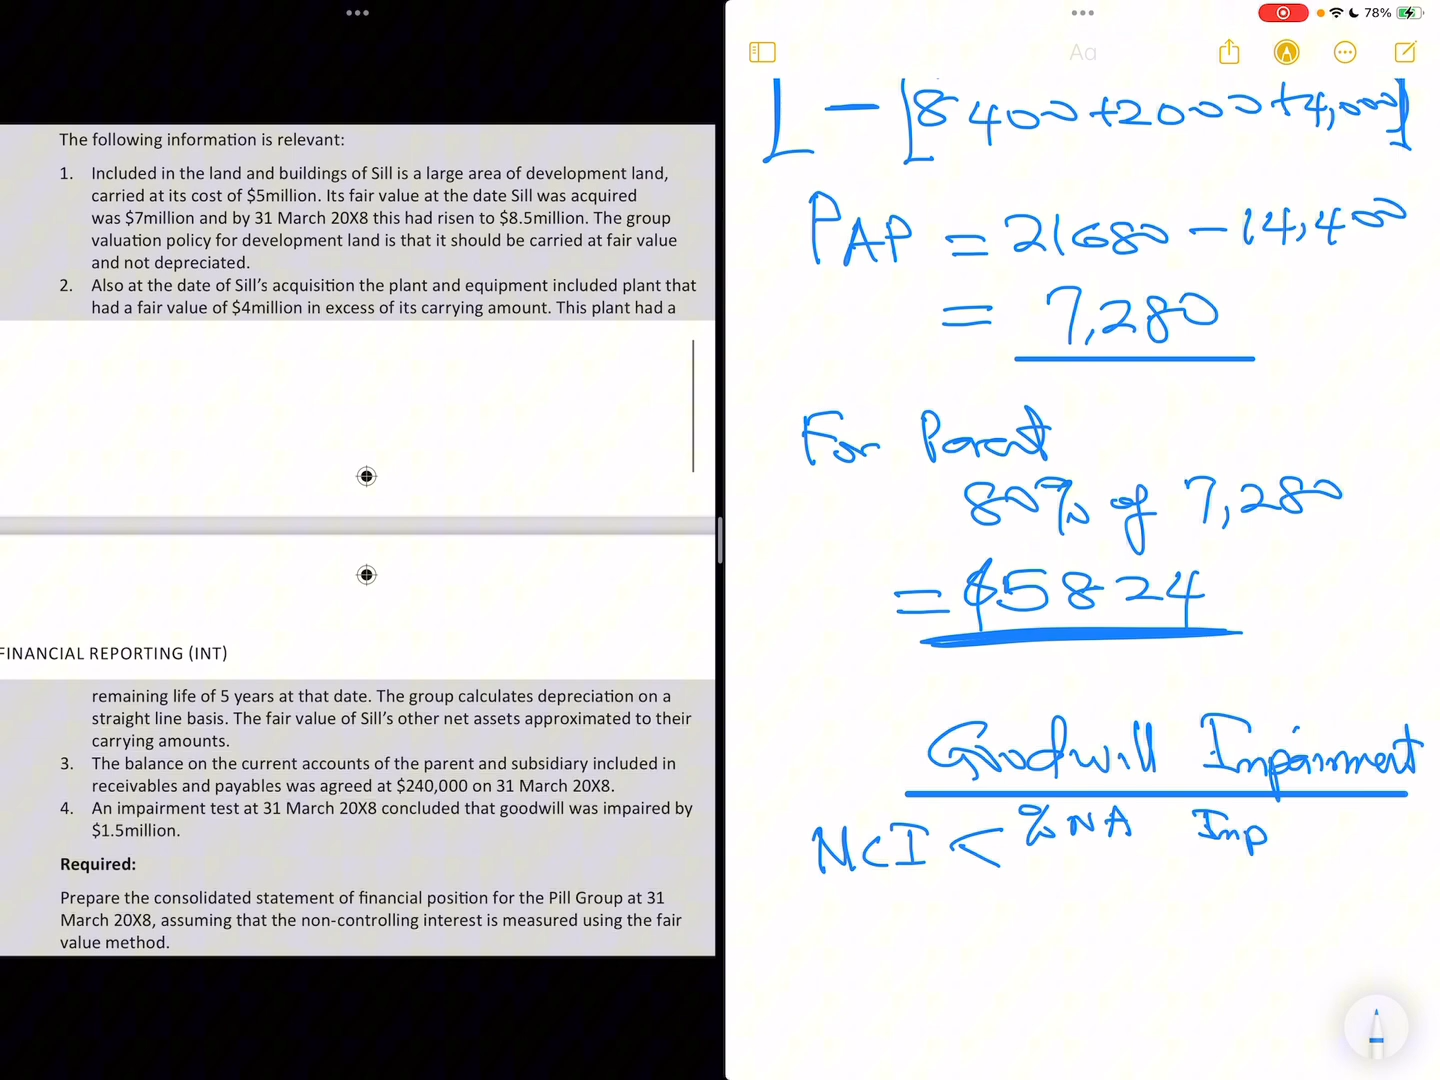 The following information is relevant:
1. Included in the land and buildings of Sill is a large area of development land,
carried at its cost of $5million. Its fair value at the date Sill was acquired
was $7million and by 31 March 20X8 this had risen to $8.5million. The group
valuation policy for development land is that it should be carried at fair value
and not depreciated.
2. Also at the date of Sill's acquisition the plant and equipment included plant that
had a fair value of $4million in excess of its carrying amount. This plant had a
FINANCIAL REPORTING (INT)
remaining life of 5 years at that date. The group calculates depreciation on a
straight line basis. The fair value of Sill's other net assets approximated to their
carrying amounts.
3. The balance on the current accounts of the parent and subsidiary included in
receivables and payables was agreed at $240,000 on 31 March 20X8.
4. An impairment test at 31 March 20X8 concluded that goodwill was impaired by
$1.5million.
Required:
Prepare the consolidated statement of financial position for the Pill Group at 31
March 20X8, assuming that the non-controlling interest is measured using the fair
value method.
78%
Aa
[ - [8400+2000+4,000]
PAP = 21680 - 14,400
= 7,280
For Parent
80% of 7,280
= $5824
Goodwill Impairment
NCI < % NA Imp